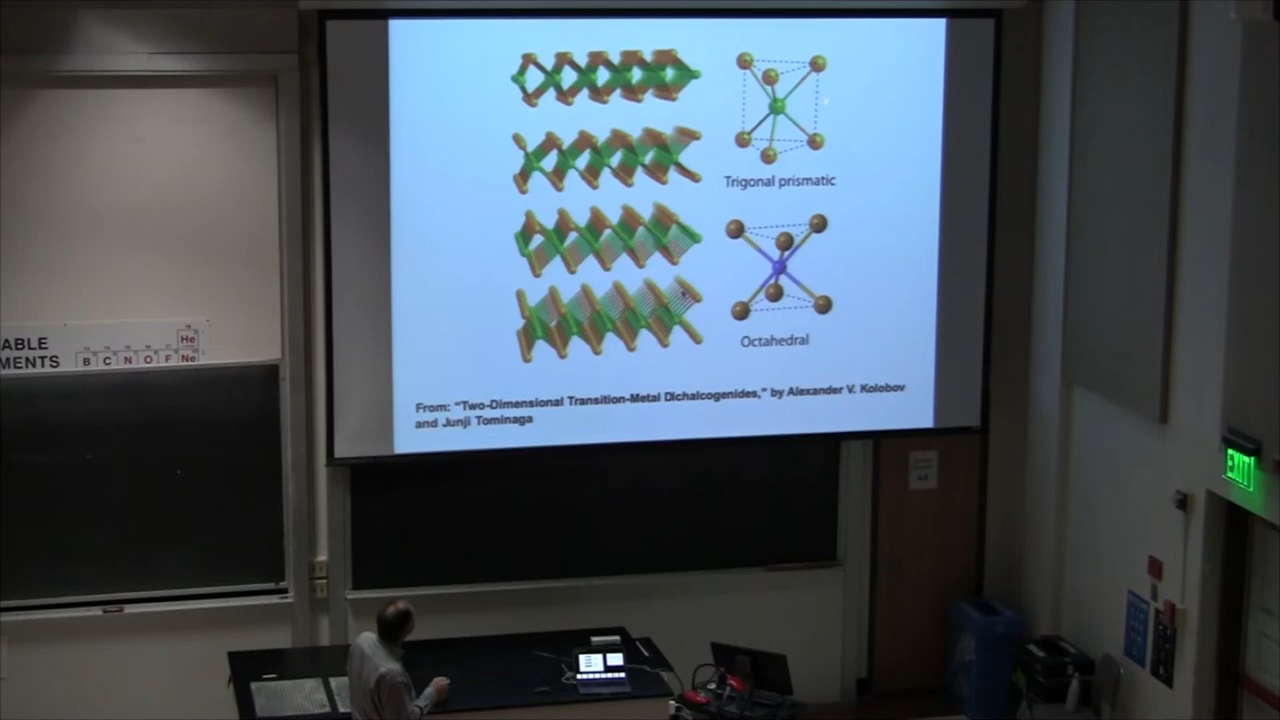 Trigonal prismatic
Octahedral
From: "Two-Dimensional Transition-Metal Dichalcogenides," by Alexander V. Kolobov
and Junji Tominaga
ABLE
MENTS
He
B C N O F Ne
EXIT